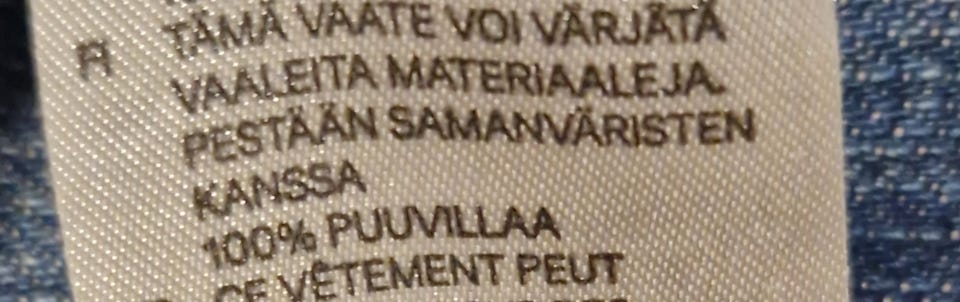 FI TÄMÄ VAATE VOI VÄRJÄTÄ
VAALEITA MATERIAALEJA.
PESTÄÄN SAMANVÄRISTEN
KANSSA
100% PUUVILLAA
CE VÊTEMENT PEUT